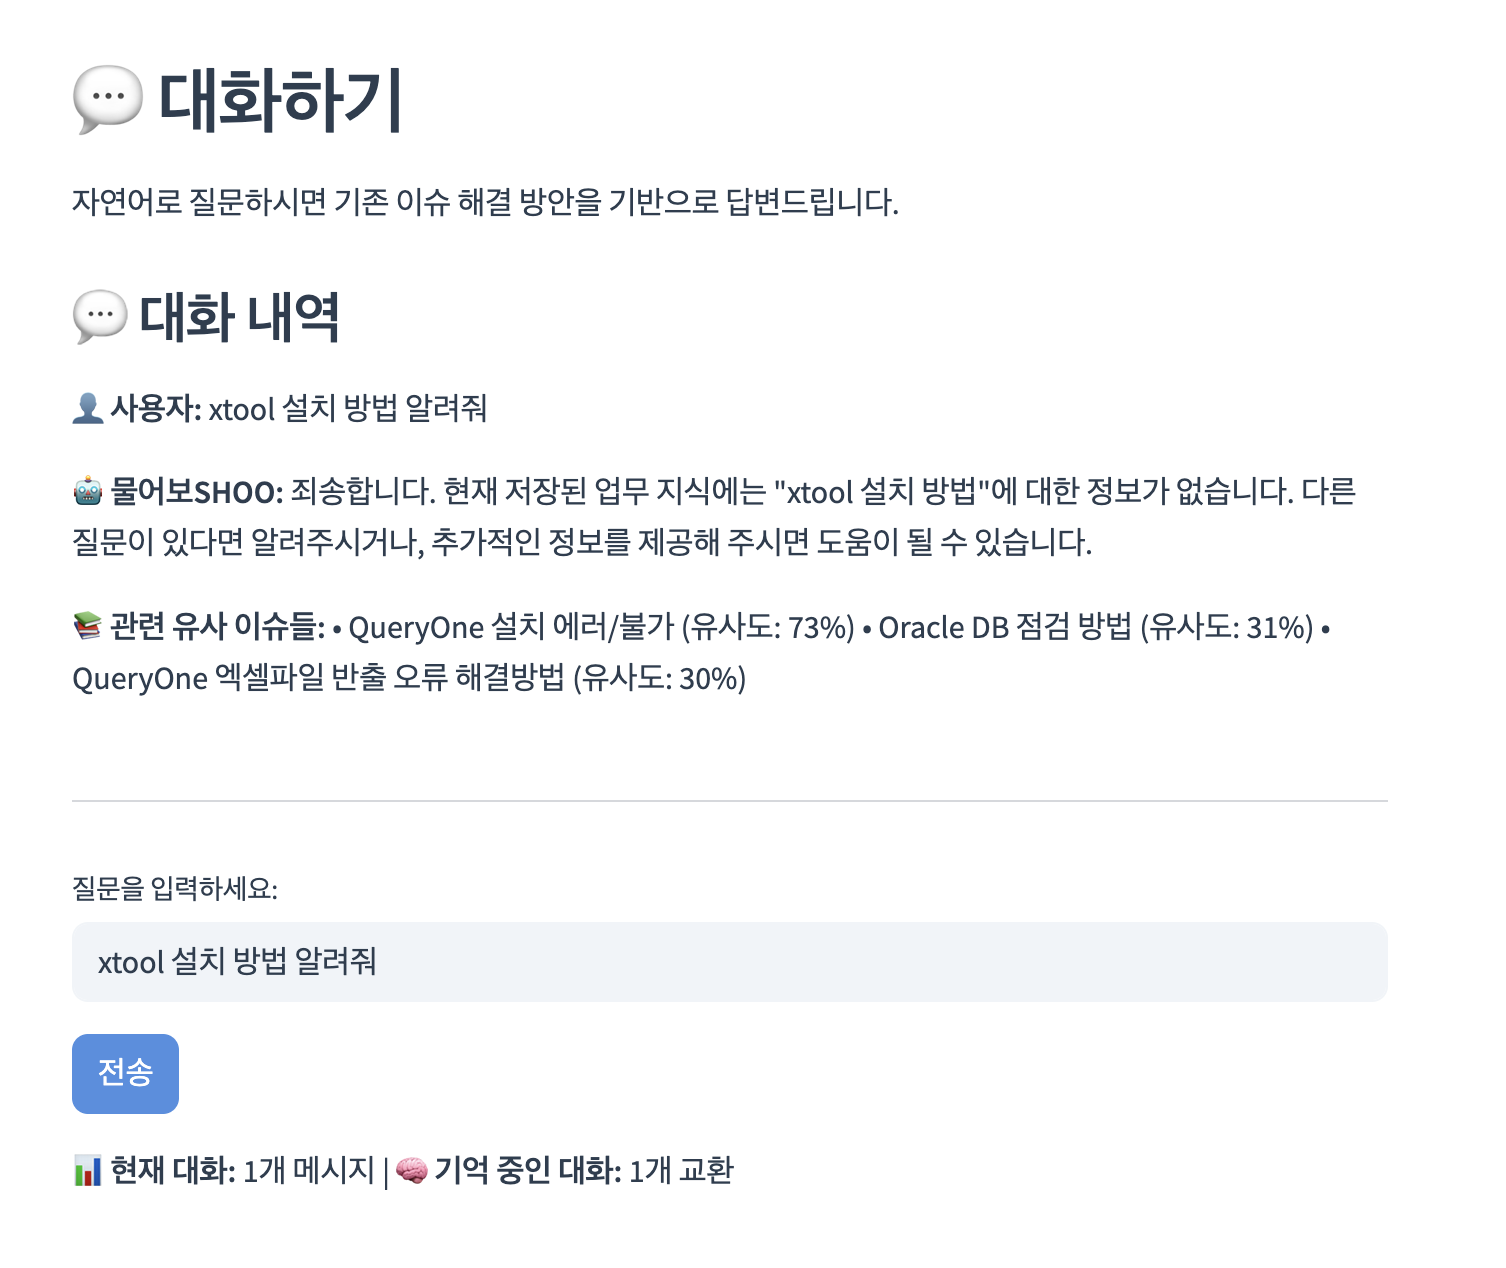 💬 대화하기
자연어로 질문하시면 기존 이슈 해결 방안을 기반으로 답변드립니다.
💬 대화 내역
👤 사용자: xtool 설치 방법 알려줘
🤖 물어보SHOO: 죄송합니다. 현재 저장된 업무 지식에는 "xtool 설치 방법"에 대한 정보가 없습니다. 다른
질문이 있다면 알려주시거나, 추가적인 정보를 제공해 주시면 도움이 될 수 있습니다.
📚 관련 유사 이슈들: • QueryOne 설치 에러/불가 (유사도: 73%) • Oracle DB 점검 방법 (유사도: 31%) •
QueryOne 엑셀파일 반출 오류 해결방법 (유사도: 30%)
질문을 입력하세요:
xtool 설치 방법 알려줘
전송
📊 현재 대화: 1개 메시지 | 🧠 기억 중인 대화: 1개 교환